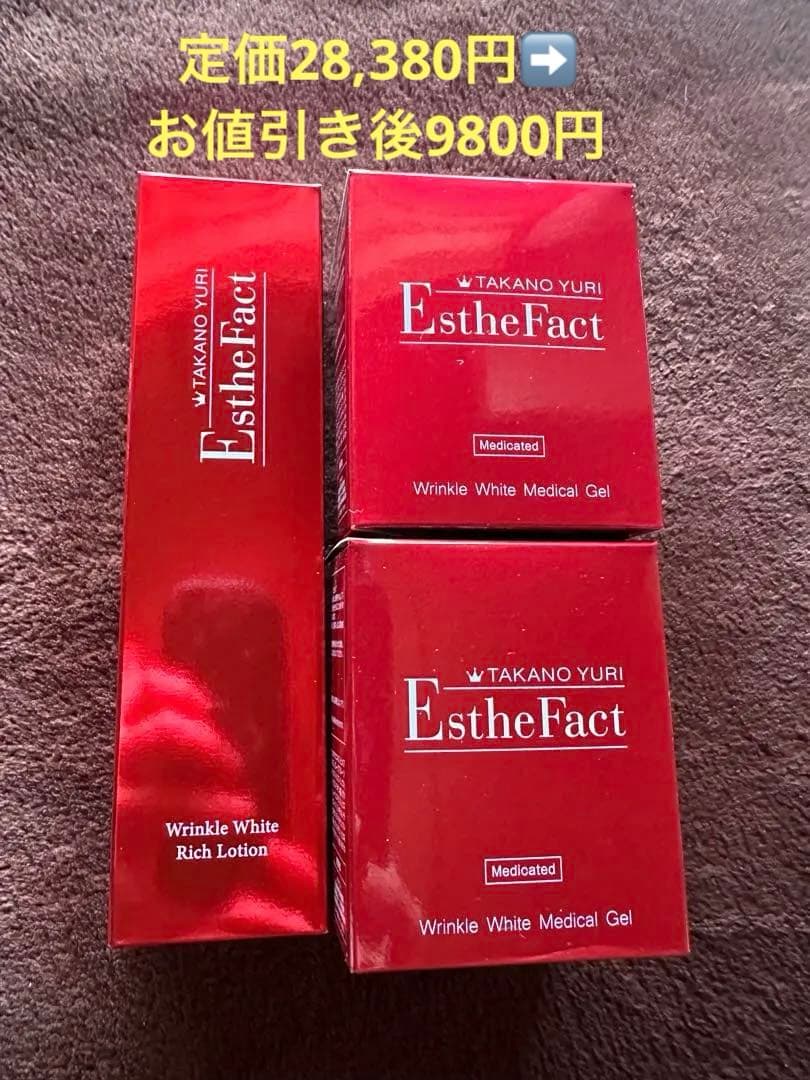 定価28,380円➡️
お値引き後9800円
TAKANO YURI
EstheFact
Wrinkle White
Rich Lotion
TAKANO YURI
EstheFact
Medicated
Wrinkle White Medical Gel
TAKANO YURI
EstheFact
Medicated
Wrinkle White Medical Gel